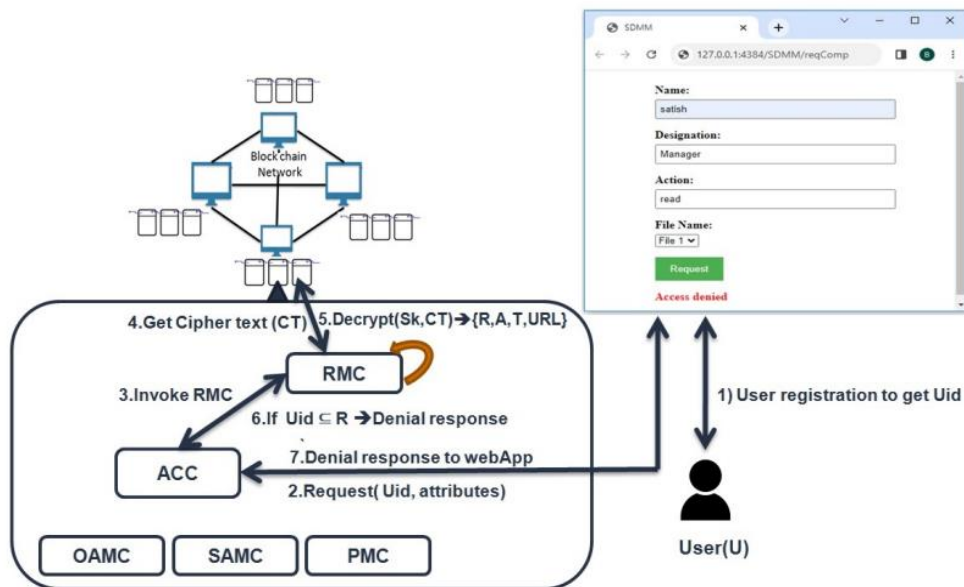 SDMM
127.0.0.1:4384/SDMM/reqComp
B
Name:
satish
Designation:
Manager
Action:
read
File Name:
File 1
Request
Access denied
Block chain
Network
4.Get Cipher text (CT)
5.Decrypt(Sk,CT)➔{R,A,T,URL}
RMC
3.Invoke RMC
6.If Uid ⊆ R ➔Denial response
1) User registration to get Uid
ACC
7.Denial response to webApp
2.Request( Uid, attributes)
OAMC
SAMC
PMC
User(U)